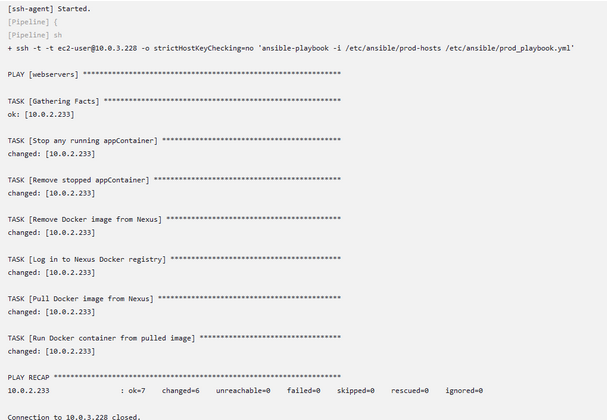 [ssh-agent] Started.
[Pipeline] {
[Pipeline] sh
+ ssh -t -t ec2-user@10.0.3.228 -o strictHostKeyChecking=no 'ansible-playbook -i /etc/ansible/prod-hosts /etc/ansible/prod_playbook.yml'
PLAY [webservers] **************************************************************
TASK [Gathering Facts] *********************************************************
ok: [10.0.2.233]
TASK [Stop any running appContainer] *******************************************
changed: [10.0.2.233]
TASK [Remove stopped appContainer] *********************************************
changed: [10.0.2.233]
TASK [Remove Docker image from Nexus] ******************************************
changed: [10.0.2.233]
TASK [Log in to Nexus Docker registry] *****************************************
changed: [10.0.2.233]
TASK [Pull Docker image from Nexus] ********************************************
changed: [10.0.2.233]
TASK [Run Docker container from pulled image] **********************************
changed: [10.0.2.233]
PLAY RECAP *********************************************************************
10.0.2.233 : ok=7 changed=6 unreachable=0 failed=0 skipped=0 rescued=0 ignored=0
Connection to 10.0.3.228 closed.